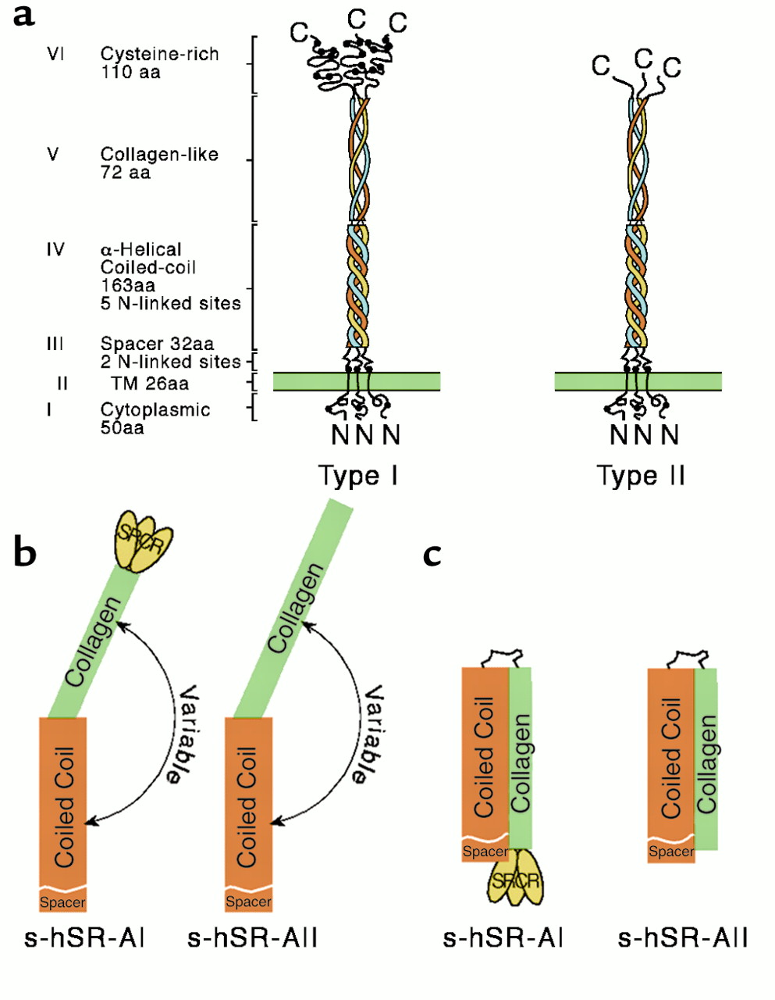 a
C C C
VI Cysteine-rich
110 aa
C C C
V Collagen-like
72 aa
IV α-Helical
Coiled-coil
163aa
5 N-linked sites
III Spacer 32aa
2 N-linked sites
II TM 26aa
I Cytoplasmic
50aa
N N N
N N N
Type I
Type II
b
SRCR
Collagen
Variable
Coiled Coil
Spacer
s-hSR-AI
Collagen
Variable
Coiled Coil
Spacer
s-hSR-AII
c
Coiled Coil
Collagen
Spacer
SRCR
s-hSR-AI
Coiled Coil
Collagen
Spacer
s-hSR-AII